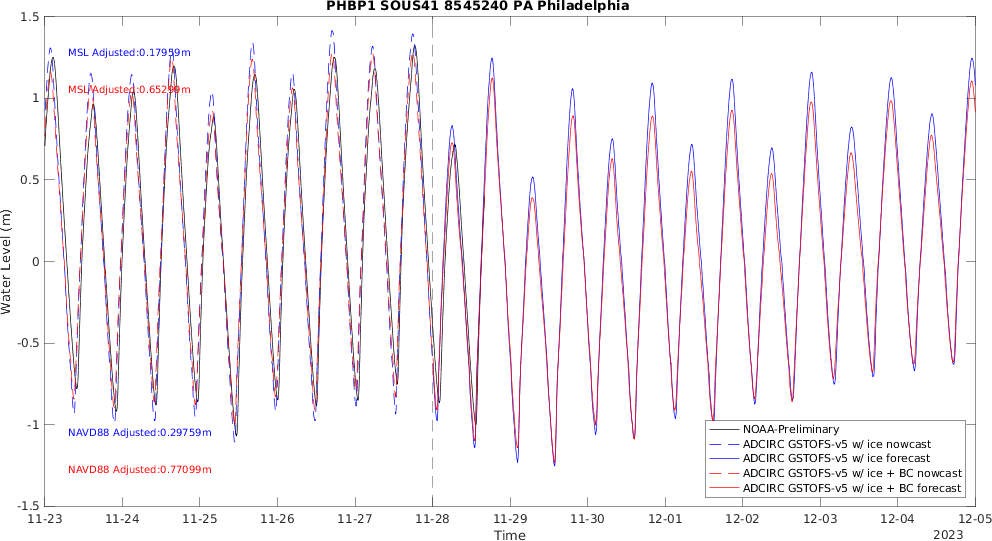 PHBP1 SOUS41 8545240 PA Philadelphia
1.5
1
0.5
0
-0.5
-1
-1.5
Water Level (m)
MSL Adjusted:0.17959m
MSL Adjusted:0.65299m
NAVD88 Adjusted:0.29759m
NAVD88 Adjusted:0.77099m
NOAA-Preliminary
ADCIRC GSTOFS-v5 w/ ice nowcast
ADCIRC GSTOFS-v5 w/ ice forecast
ADCIRC GSTOFS-v5 w/ ice + BC nowcast
ADCIRC GSTOFS-v5 w/ ice + BC forecast
11-23 11-24 11-25 11-26 11-27 11-28 11-29 11-30 12-01 12-02 12-03 12-04 12-05
Time
2023